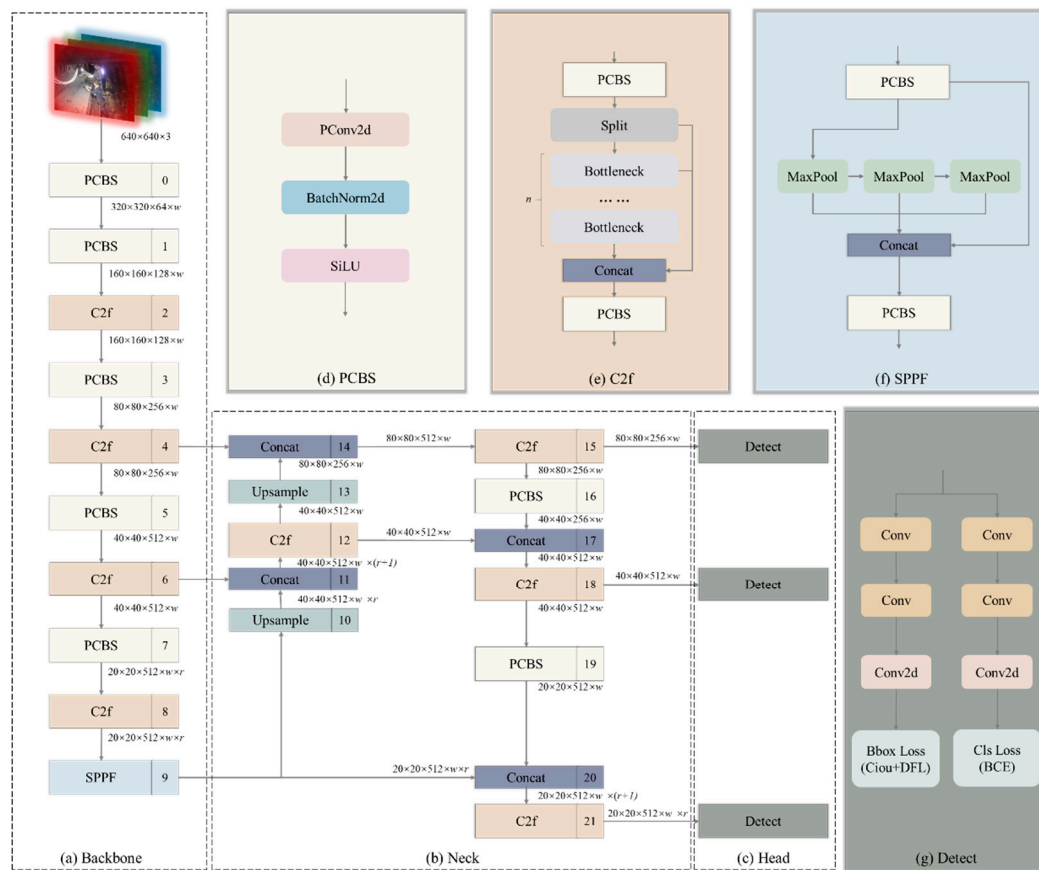 640×640×3
PCBS 0
320×320×64×w
PCBS 1
160×160×128×w
C2f 2
160×160×128×w
PCBS 3
80×80×256×w
C2f 4
80×80×256×w
PCBS 5
40×40×512×w
C2f 6
40×40×512×w
PCBS 7
20×20×512×w×r
C2f 8
20×20×512×w×r
SPPF 9
(a) Backbone
PConv2d
BatchNorm2d
SiLU
(d) PCBS
PCBS
Split
Bottleneck
n
... ...
Bottleneck
Concat
PCBS
(e) C2f
PCBS
MaxPool
MaxPool
MaxPool
Concat
PCBS
(f) SPPF
Concat 14
80×80×512×w
80×80×256×w
Upsample 13
40×40×512×w
C2f 12
40×40×512×w
40×40×512×w ×(r+1)
Concat 11
40×40×512×w ×r
Upsample 10
C2f 15
80×80×256×w
80×80×256×w
PCBS 16
40×40×256×w
Concat 17
40×40×512×w
C2f 18
40×40×512×w
40×40×512×w
PCBS 19
20×20×512×w
20×20×512×w×r
Concat 20
20×20×512×w ×(r+1)
C2f 21
20×20×512×w ×r
(b) Neck
Detect
Detect
Detect
(c) Head
Conv
Conv
Conv
Conv
Conv2d
Conv2d
Bbox Loss
(Ciou+DFL)
Cls Loss
(BCE)
(g) Detect